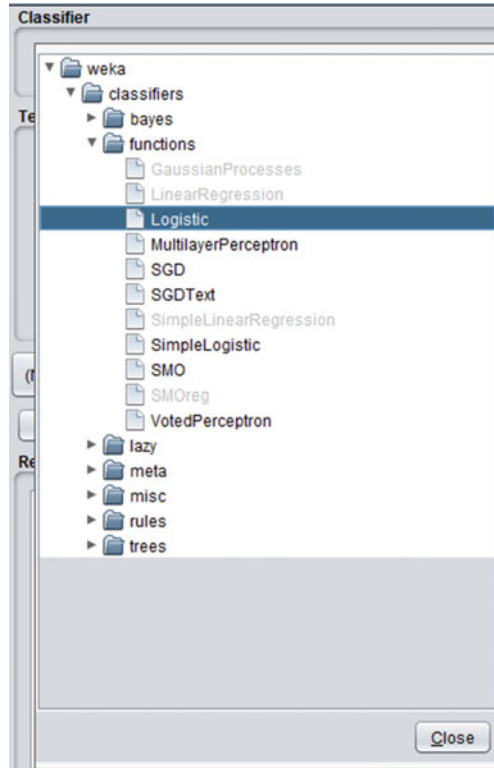 Classifier
weka
classifiers
Te
bayes
functions
GaussianProcesses
LinearRegression
Logistic
MultilayerPerceptron
SGD
SGDText
SimpleLinearRegression
SimpleLogistic
SMO
SMOreg
VotedPerceptron
lazy
Re
meta
misc
rules
trees
Close